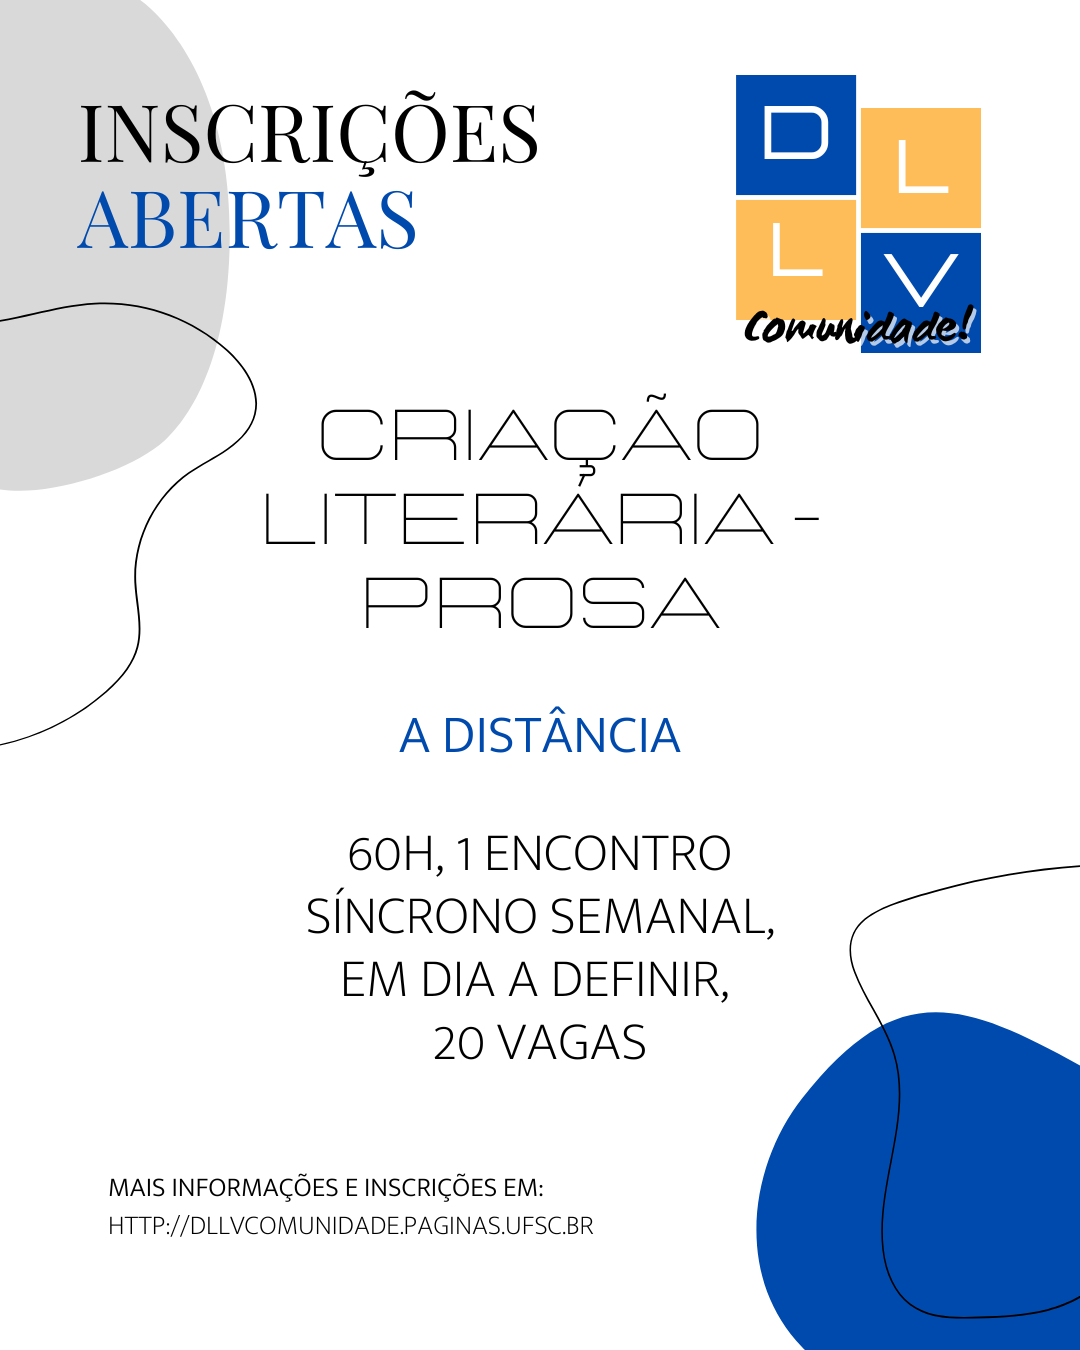 INSCRIÇÕES
ABERTAS
D
L
L
V
Comunidade!
CRIAÇÃO
LITERÁRIA -
PROSA
A DISTÂNCIA
60H, 1 ENCONTRO
SÍNCRONO SEMANAL,
EM DIA A DEFINIR,
20 VAGAS
MAIS INFORMAÇÕES E INSCRIÇÕES EM:
HTTP://DLLVCOMUNIDADE.PAGINAS.UFSC.BR